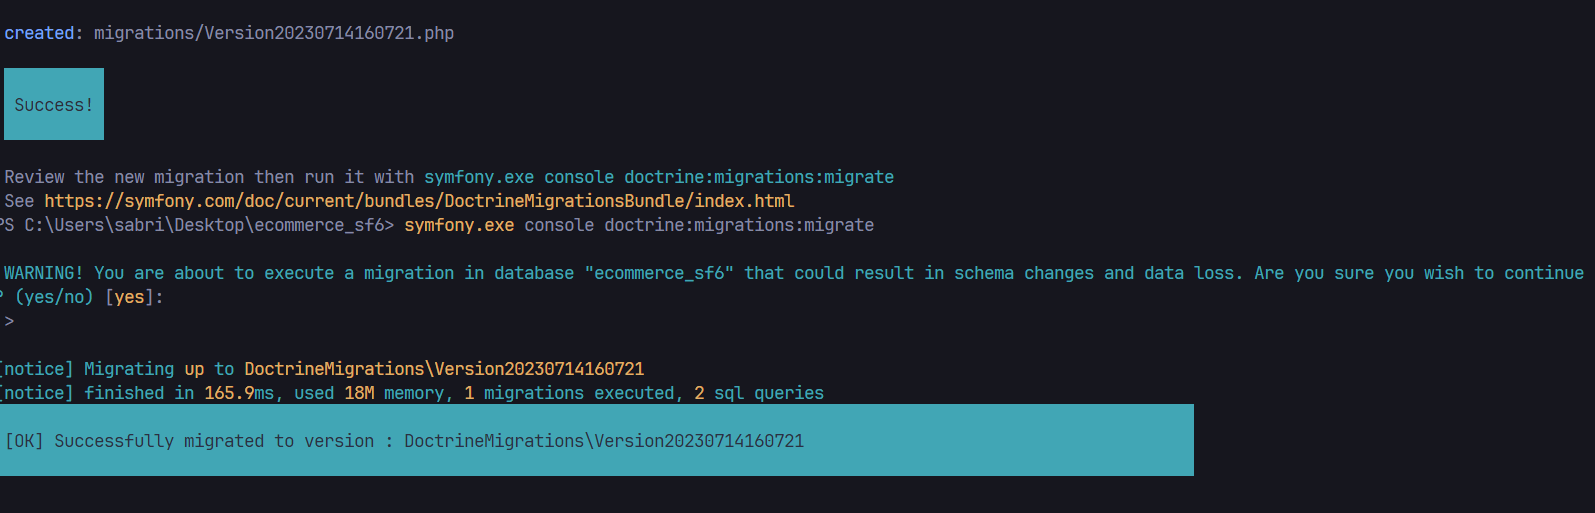 created: migrations/Version20230714160721.php
Success!
Review the new migration then run it with symfony.exe console doctrine:migrations:migrate
See https://symfony.com/doc/current/bundles/DoctrineMigrationsBundle/index.html
PS C:\Users\sabri\Desktop\ecommerce_sf6> symfony.exe console doctrine:migrations:migrate
WARNING! You are about to execute a migration in database "ecommerce_sf6" that could result in schema changes and data loss. Are you sure you wish to continue
? (yes/no) [yes]:
>
[notice] Migrating up to DoctrineMigrations\Version20230714160721
[notice] finished in 165.9ms, used 18M memory, 1 migrations executed, 2 sql queries
[OK] Successfully migrated to version : DoctrineMigrations\Version20230714160721